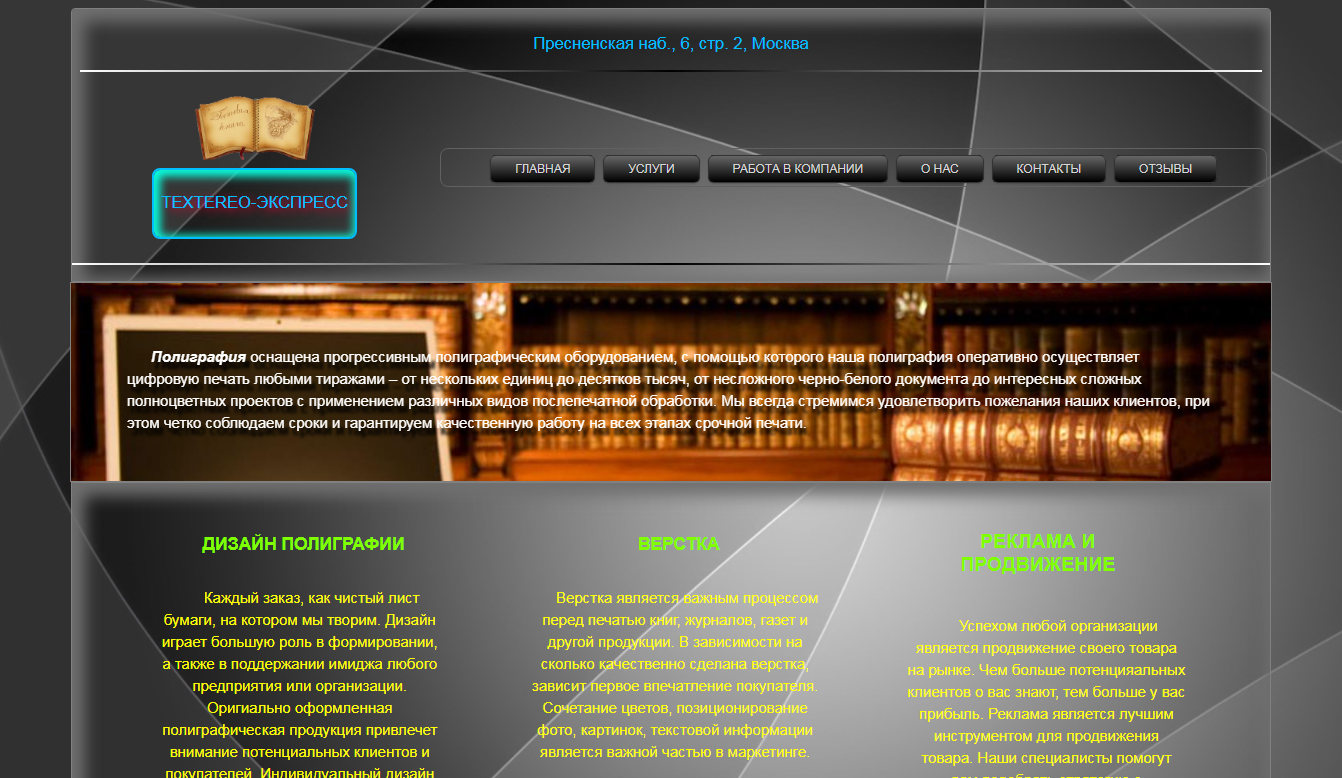 Пресненская наб., 6, стр. 2, Москва
Тетевая книга
TEXTEREO-ЭКСПРЕСС
ГЛАВНАЯ
УСЛУГИ
РАБОТА В КОМПАНИИ
О НАС
КОНТАКТЫ
ОТЗЫВЫ
Полиграфия оснащена прогрессивным полиграфическим оборудованием, с помощью которого наша полиграфия оперативно осуществляет
цифровую печать любыми тиражами – от нескольких единиц до десятков тысяч, от несложного черно-белого документа до интересных сложных
полноцветных проектов с применением различных видов послепечатной обработки. Мы всегда стремимся удовлетворить пожелания наших клиентов, при
этом четко соблюдаем сроки и гарантируем качественную работу на всех этапах срочной печати.
ДИЗАЙН ПОЛИГРАФИИ
Каждый заказ, как чистый лист
бумаги, на котором мы творим. Дизайн
играет большую роль в формировании,
а также в поддержании имиджа любого
предприятия или организации.
Оригиально оформленная
полиграфическая продукция привлечет
внимание потенциальных клиентов и
покупателей. Индивидуальный дизайн
ВЕРСТКА
Верстка является важным процессом
перед печатью книг, журналов, газет и
другой продукции. В зависимости на
сколько качественно сделана верстка,
зависит первое впечатление покупателя.
Сочетание цветов, позиционирование
фото, картинок, текстовой информации
является важной частью в маркетинге.
РЕКЛАМА И
ПРОДВИЖЕНИЕ
Успехом любой организации
является продвижение своего товара
на рынке. Чем больше потенцияальных
клиентов о вас знают, тем больше у вас
прибыль. Реклама является лучшим
инструментом для продвижения
товара. Наши специалисты помогут